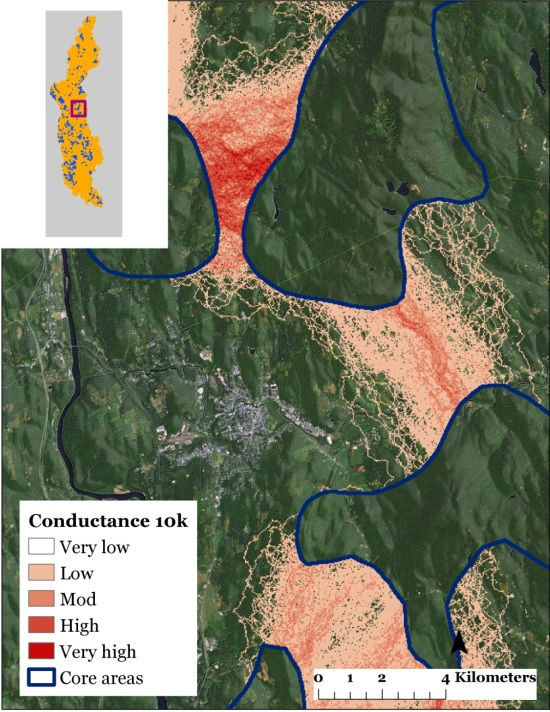 Conductance 10k
Very low
Low
Mod
High
Very high
Core areas
0 1 2 4 Kilometers